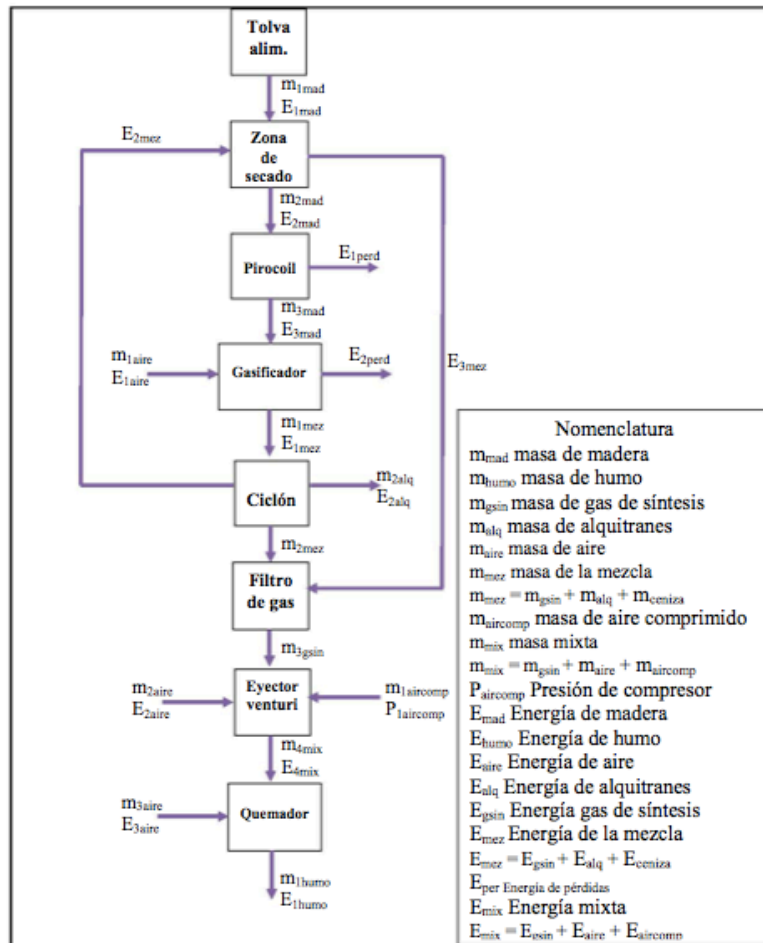 Tolva
alim.
m1mad
E1mad
E2mez
Zona
de
secado
m2mad
E2mad
Pirocoil
E1perd
m3mad
E3mad
m1aire
E1aire
Gasificador
E2perd
E3mez
m1mez
E1mez
Ciclón
m2alq
E2alq
m2mez
Filtro
de gas
m3gsin
m2aire
E2aire
Eyector
venturi
m1aircomp
P1aircomp
m4mix
E4mix
m3aire
E3aire
Quemador
m1humo
E1humo
Nomenclatura
mmad masa de madera
mhumo masa de humo
mgsin masa de gas de síntesis
malq masa de alquitranes
maire masa de aire
mmez masa de la mezcla
mmez = mgsin + malq + mceniza
maircomp masa de aire comprimido
mmix masa mixta
mmix = mgsin + maire + maircomp
Paircomp Presión de compresor
Emad Energía de madera
Ehumo Energía de humo
Eaire Energía de aire
Ealq Energía de alquitranes
Egsin Energía gas de síntesis
Emez Energía de la mezcla
Emez = Egsin + Ealq + Eceniza
Eper Energía de pérdidas
Emix Energía mixta
Emix = Egsin + Eaire + Eaircomp